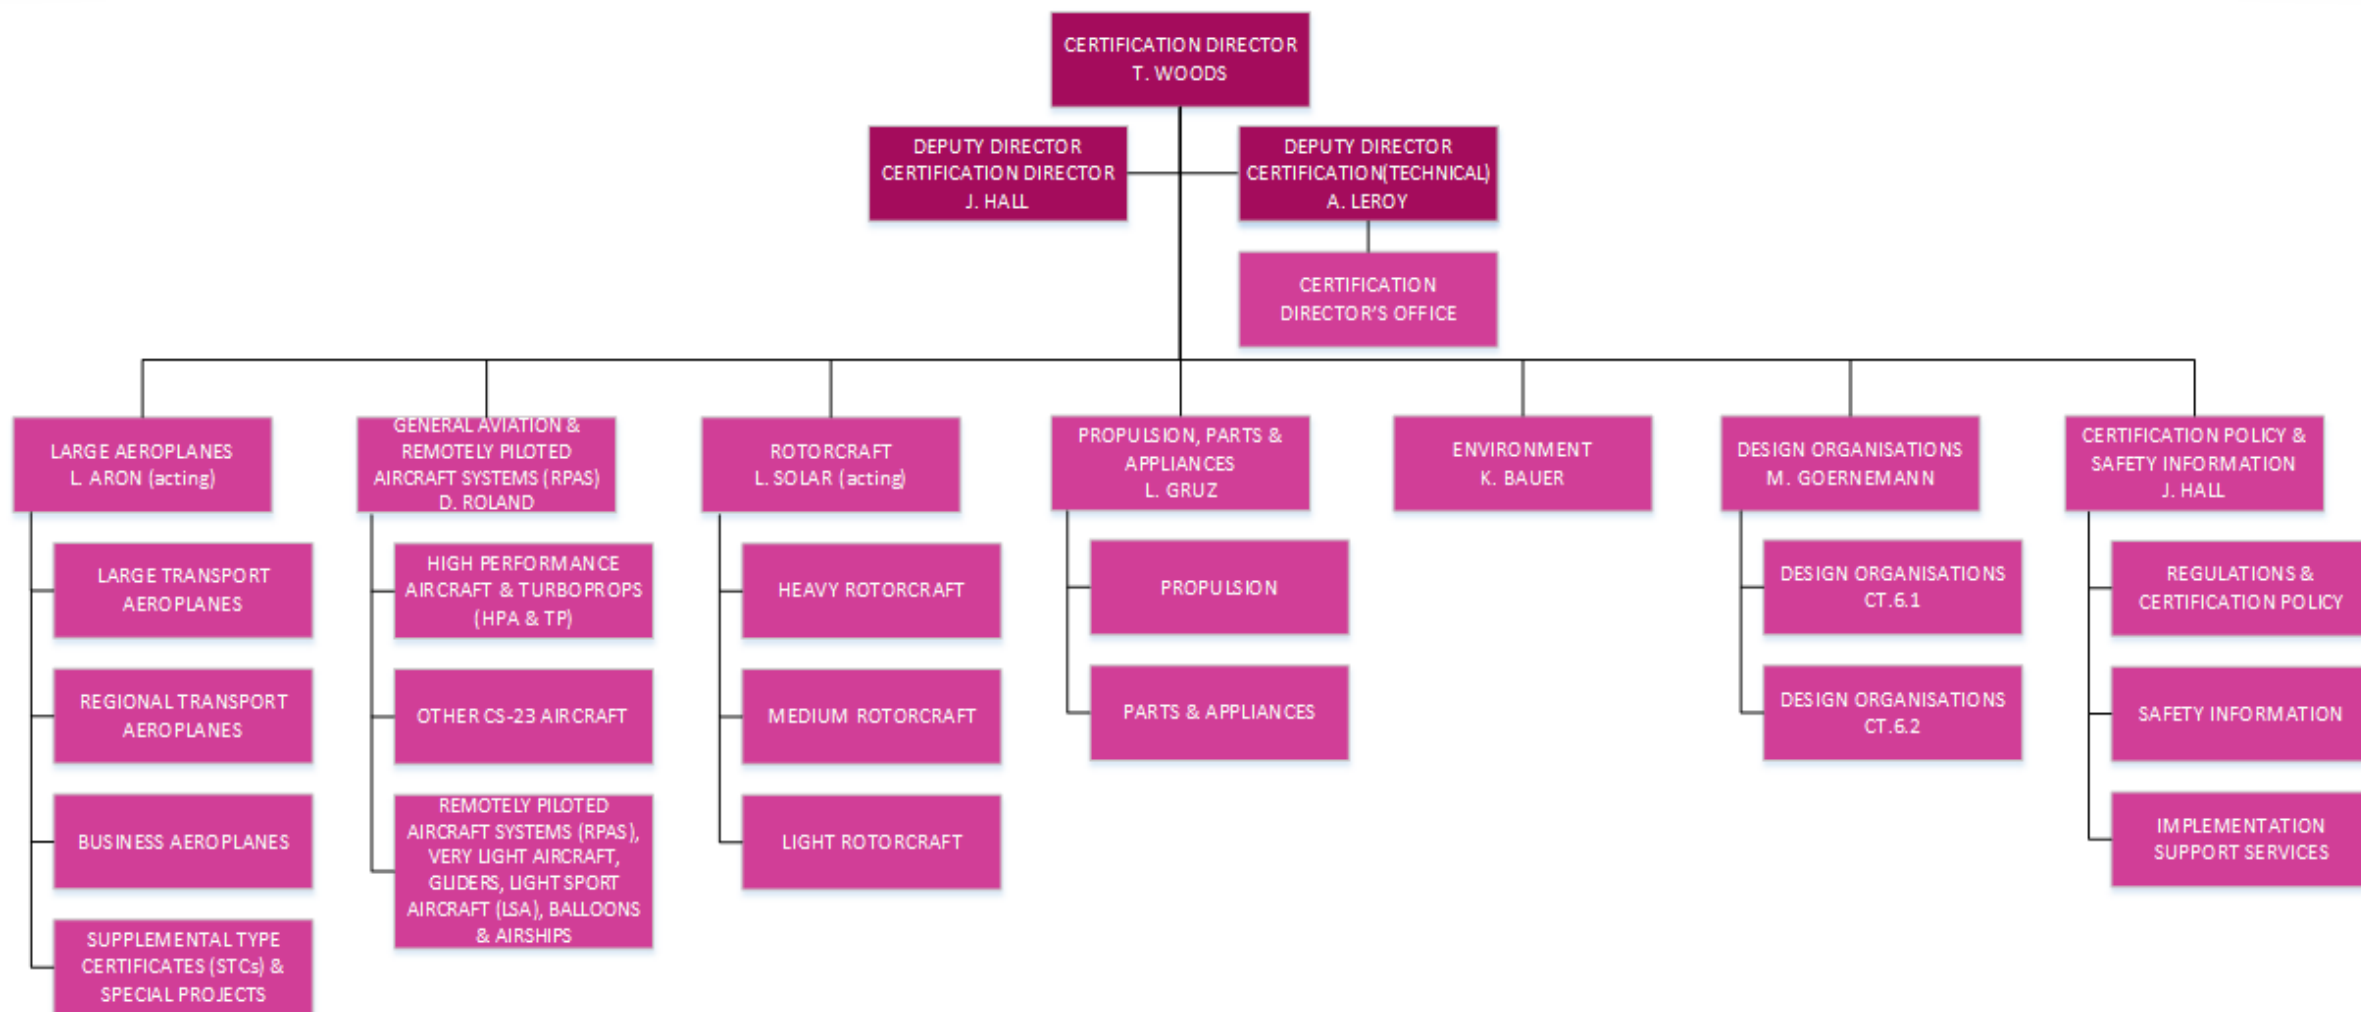 CERTIFICATION DIRECTOR
T. WOODS
DEPUTY DIRECTOR
CERTIFICATION DIRECTOR
J. HALL
DEPUTY DIRECTOR
CERTIFICATION(TECHNICAL)
A. LEROY
CERTIFICATION
DIRECTOR'S OFFICE
LARGE AEROPLANES
L. ARON (acting)
LARGE TRANSPORT
AEROPLANES
REGIONAL TRANSPORT
AEROPLANES
BUSINESS AEROPLANES
SUPPLEMENTAL TYPE
CERTIFICATES (STCs) &
SPECIAL PROJECTS
GENERAL AVIATION &
REMOTELY PILOTED
AIRCRAFT SYSTEMS (RPAS)
D. ROLAND
HIGH PERFORMANCE
AIRCRAFT & TURBOPROPS
(HPA & TP)
OTHER CS-23 AIRCRAFT
REMOTELY PILOTED
AIRCRAFT SYSTEMS (RPAS),
VERY LIGHT AIRCRAFT,
GLIDERS, LIGHT SPORT
AIRCRAFT (LSA), BALLOONS
& AIRSHIPS
ROTORCRAFT
L. SOLAR (acting)
HEAVY ROTORCRAFT
MEDIUM ROTORCRAFT
LIGHT ROTORCRAFT
PROPULSION, PARTS &
APPLIANCES
L. GRUZ
PROPULSION
PARTS & APPLIANCES
ENVIRONMENT
K. BAUER
DESIGN ORGANISATIONS
M. GOERNEMANN
DESIGN ORGANISATIONS
CT.6.1
DESIGN ORGANISATIONS
CT.6.2
CERTIFICATION POLICY &
SAFETY INFORMATION
J. HALL
REGULATIONS &
CERTIFICATION POLICY
SAFETY INFORMATION
IMPLEMENTATION
SUPPORT SERVICES